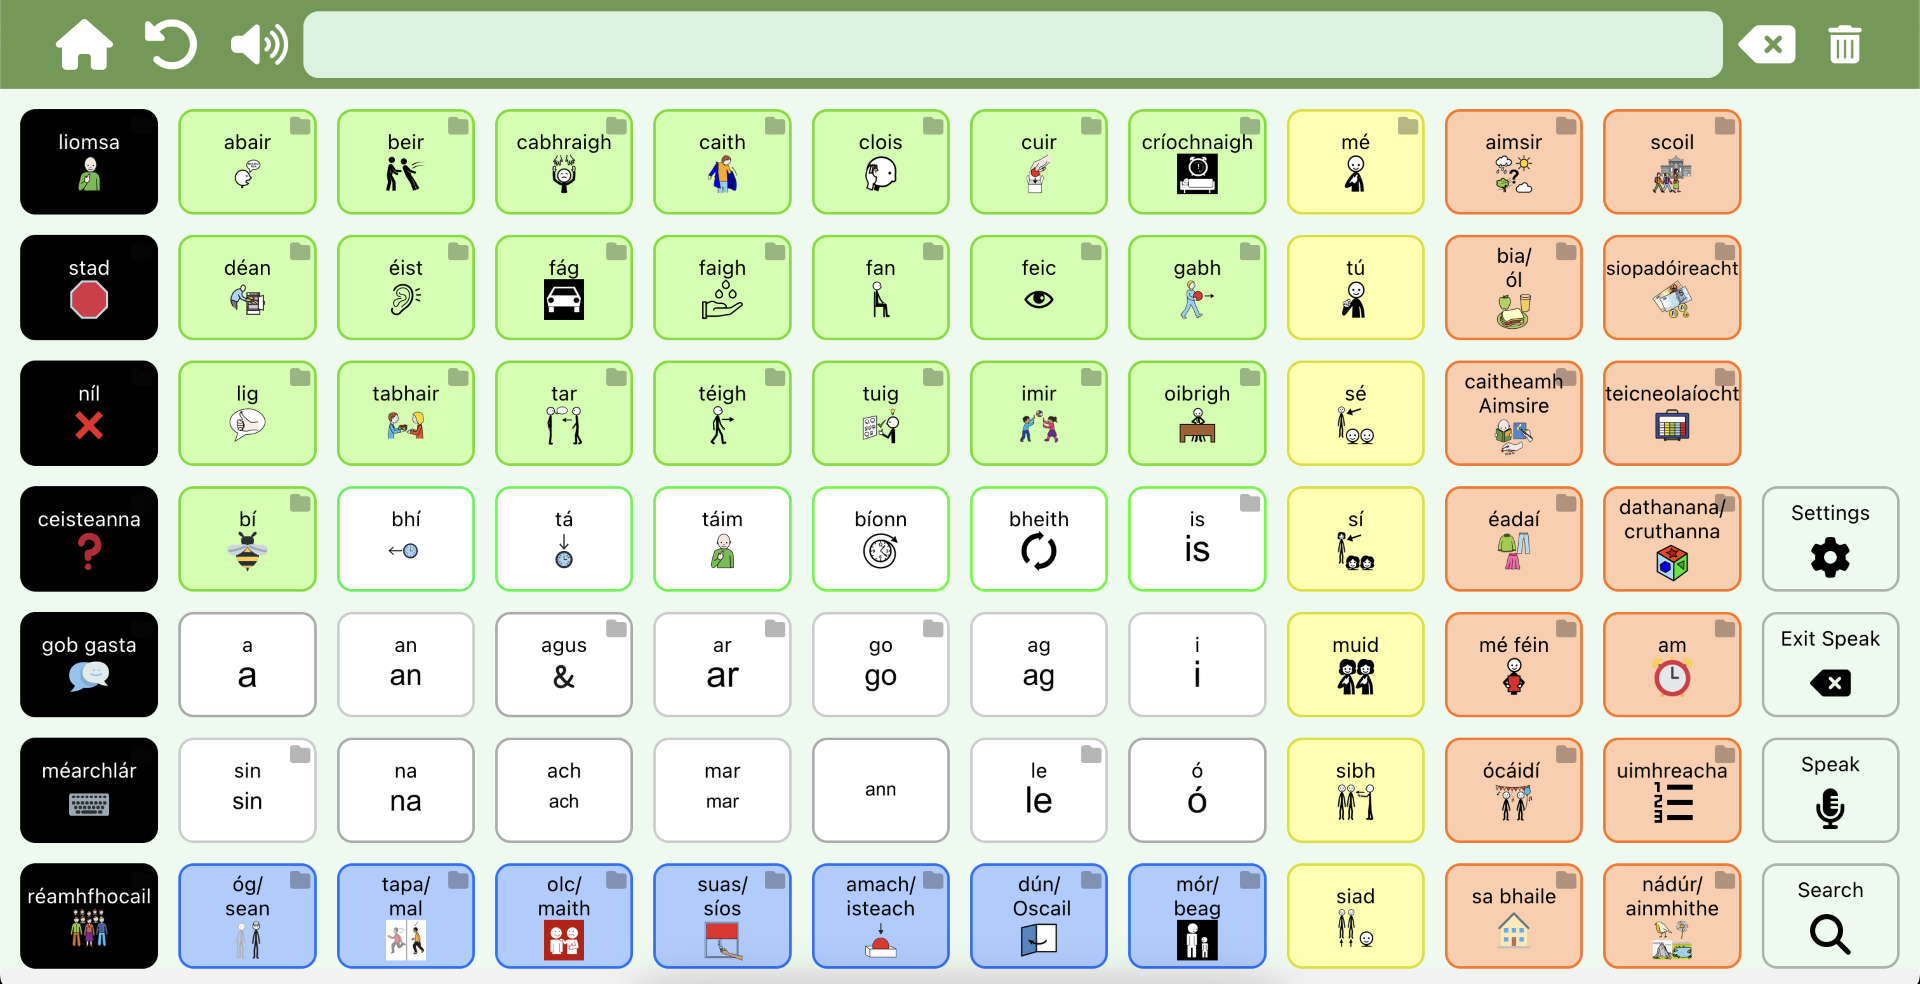 liomsa
abair
beir
cabhraigh
caith
clois
cuir
críochnaigh
mé
aimsir
scoil
stad
déan
éist
fág
faigh
fan
feic
gabh
tú
bia/
ól
siopadóireacht
níl
lig
tabhair
tar
téigh
tuig
imir
oibrigh
sé
caitheamh
Aimsire
teicneolaíocht
ceisteanna
bí
bhí
tá
táim
bíonn
bheith
is
is
sí
éadaí
dathanana/
cruthanna
Settings
gob gasta
a
a
an
an
agus
&
ar
ar
go
go
ag
ag
i
i
muid
mé féin
am
Exit Speak
méarchlár
sin
sin
na
na
ach
ach
mar
mar
ann
le
le
ó
ó
sibh
ócáidí
uimhreacha
1
2
3
Speak
réamhfhocail
óg/
sean
tapa/
mal
olc/
maith
suas/
síos
amach/
isteach
dún/
Oscail
mór/
beag
siad
sa bhaile
nádúr/
ainmhithe
Search